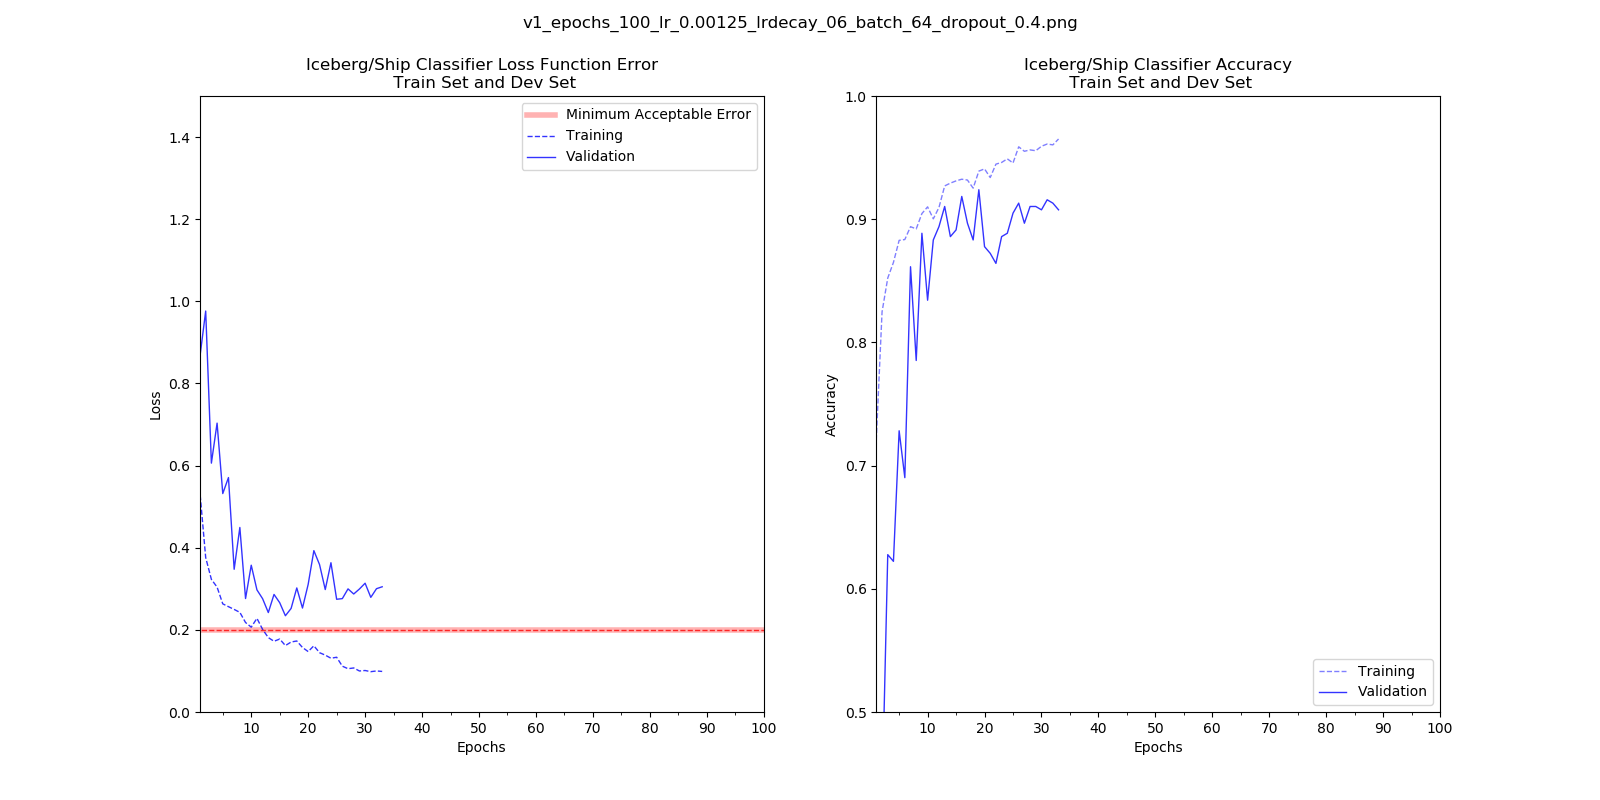 v1_epochs_100_lr_0.00125_lrdecay_06_batch_64_dropout_0.4.png
Iceberg/Ship Classifier Loss Function Error
Train Set and Dev Set
Minimum Acceptable Error
Training
Validation
1.4
1.2
1.0
0.8
0.6
0.4
0.2
0.0
Loss
10 20 30 40 50 60 70 80 90 100
Epochs
Iceberg/Ship Classifier Accuracy
Train Set and Dev Set
1.0
0.9
0.8
0.7
0.6
0.5
Accuracy
Training
Validation
10 20 30 40 50 60 70 80 90 100
Epochs